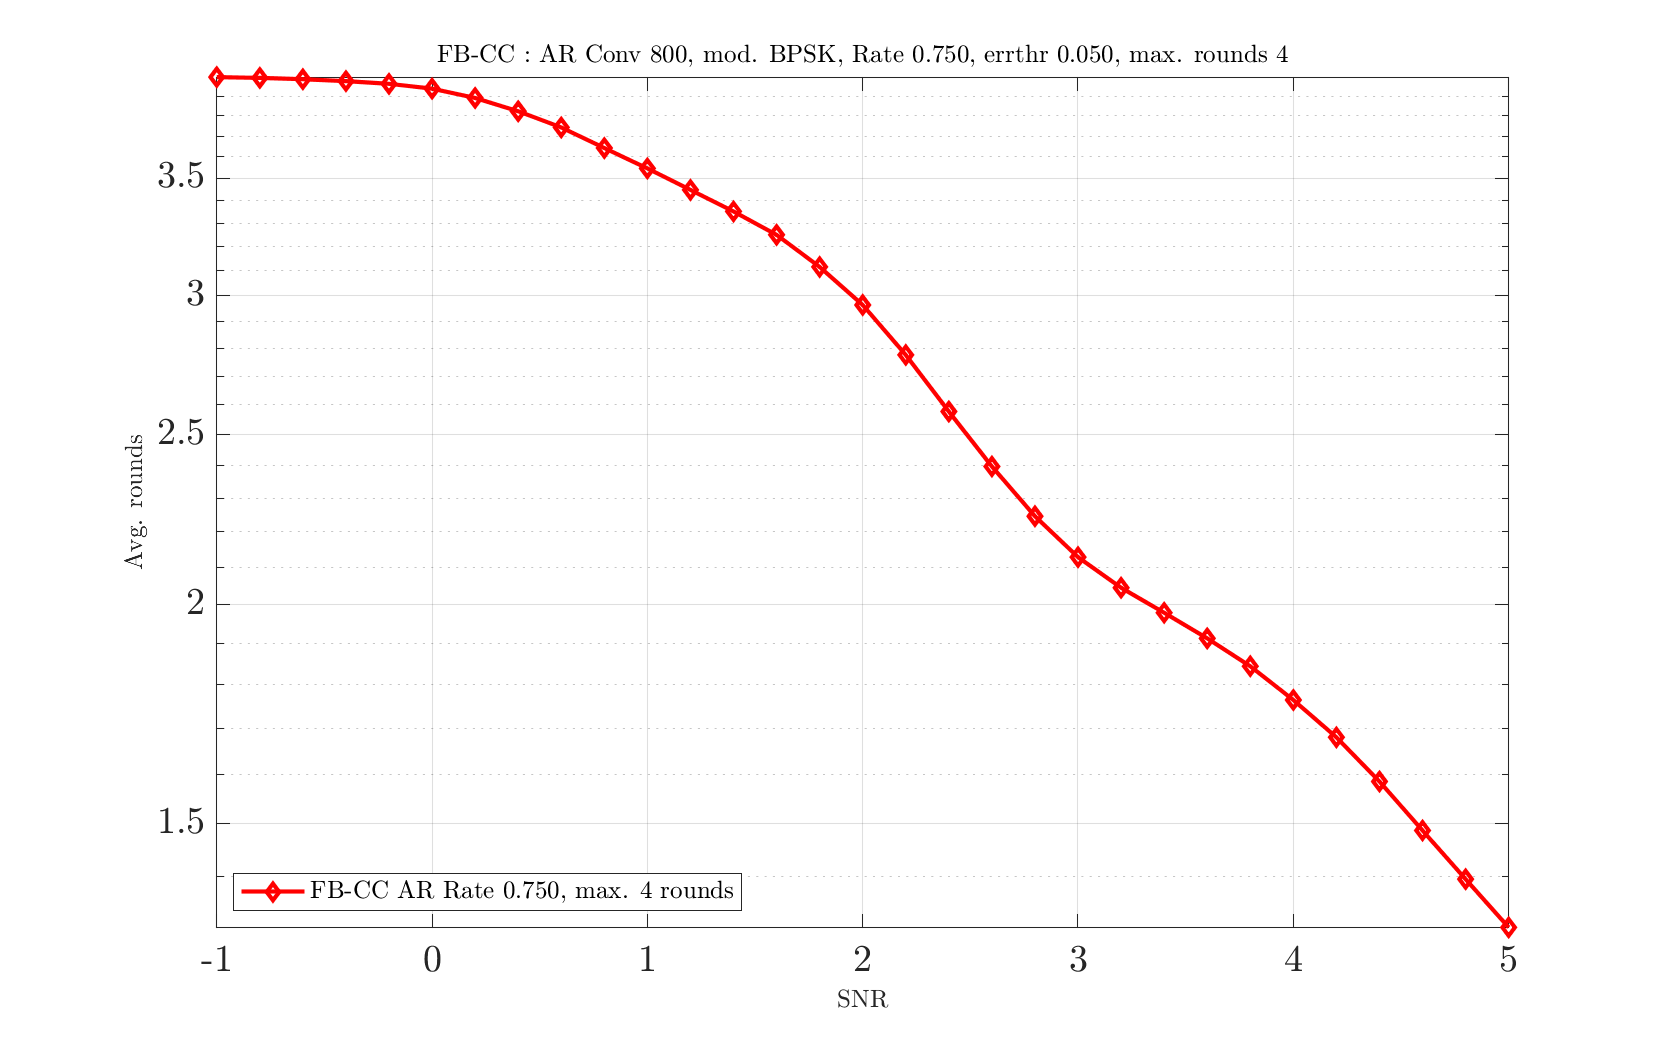 FB-CC : AR Conv 800, mod. BPSK, Rate 0.750, errthr 0.050, max. rounds 4
3.5
3
2.5
2
1.5
Avg. rounds
FB-CC AR Rate 0.750, max. 4 rounds
-1 0 1 2 3 4 5
SNR